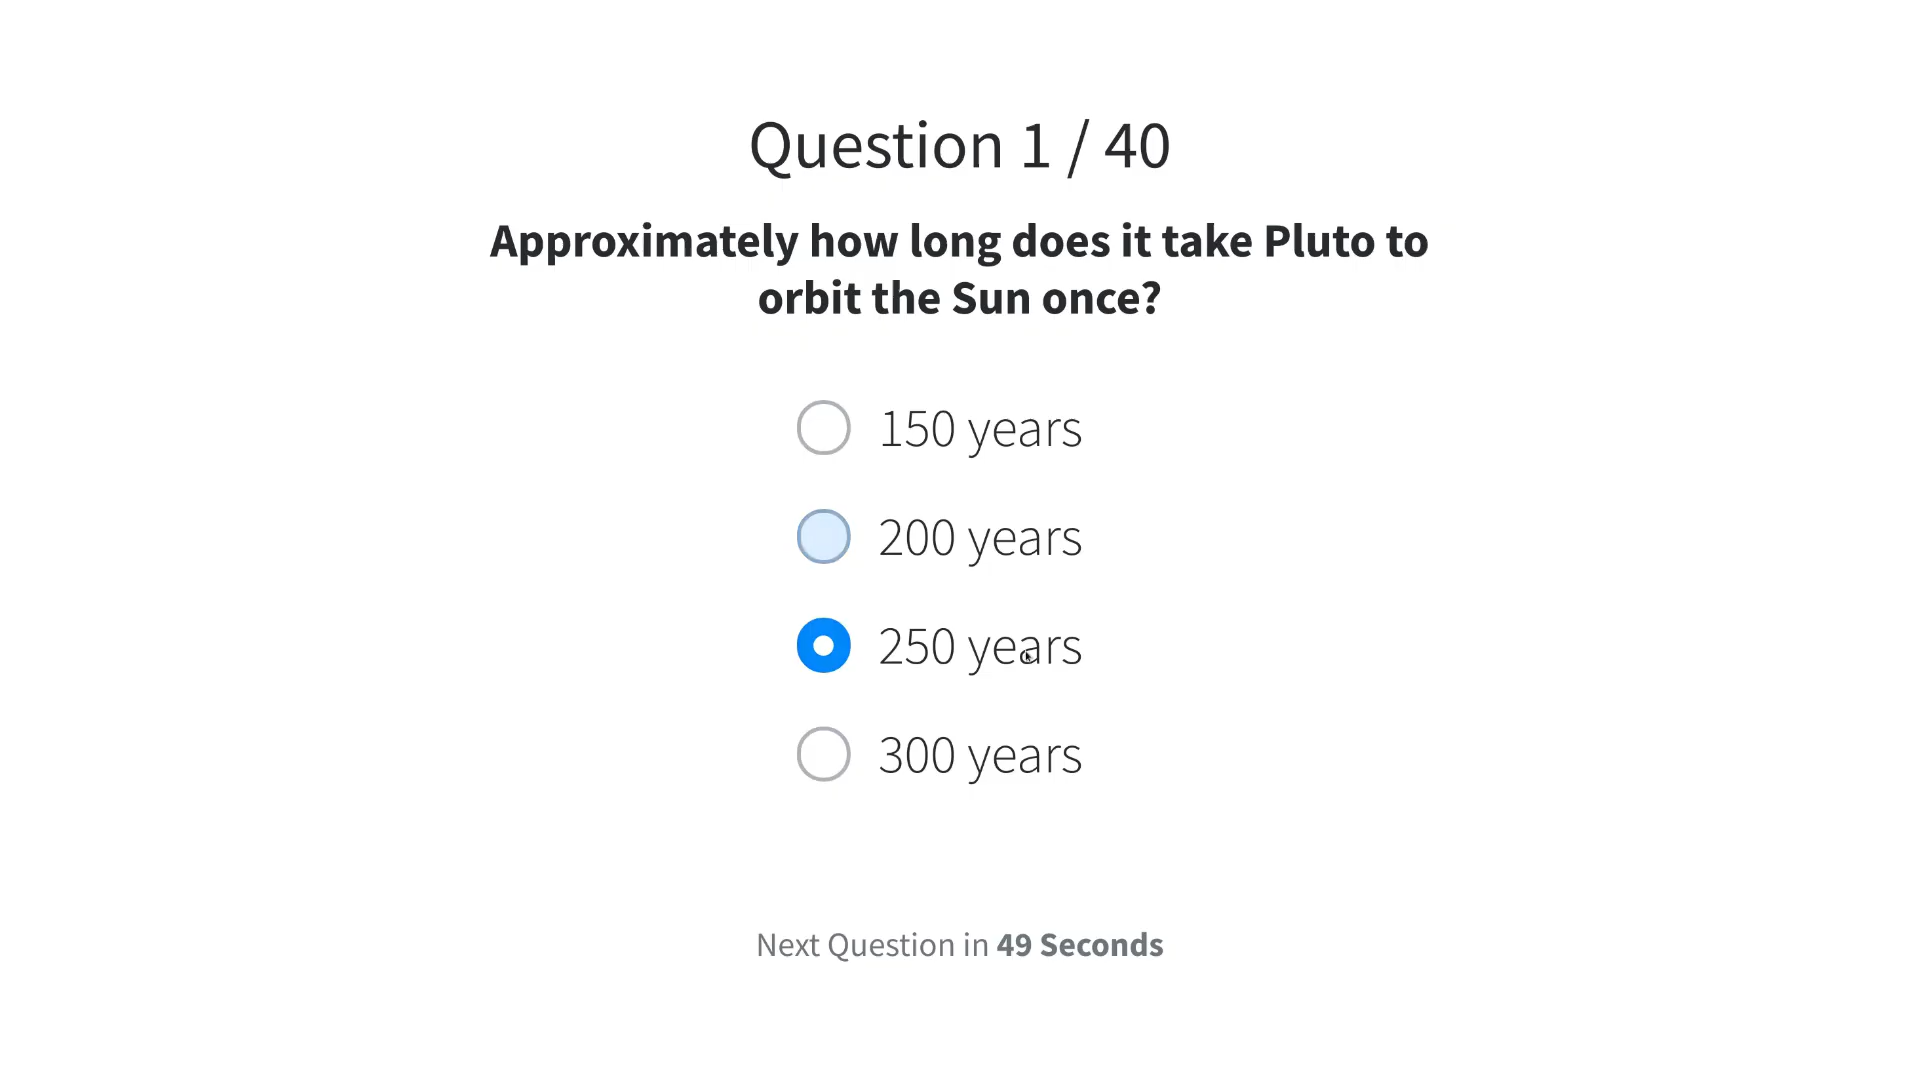 Question 1 / 40
Approximately how long does it take Pluto to
orbit the Sun once?
150 years
200 years
250 years
300 years
Next Question in 49 Seconds